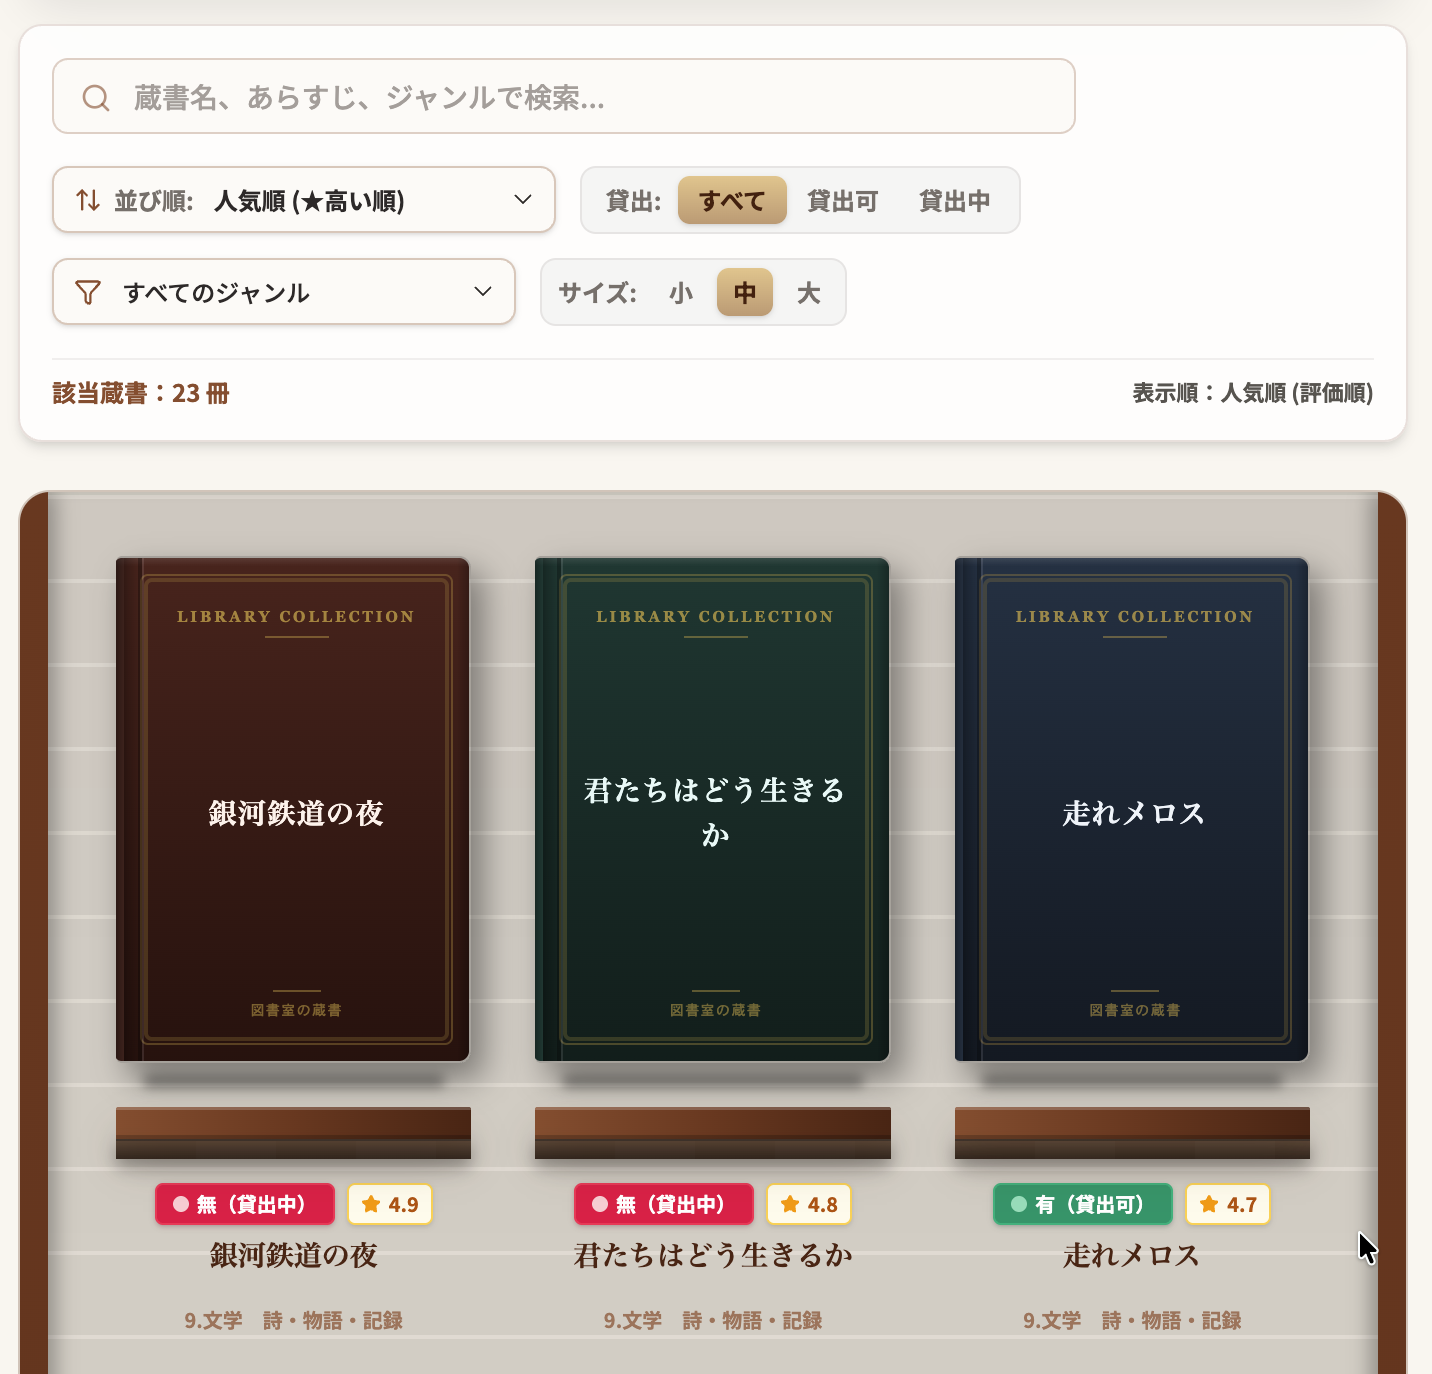 蔵書名、あらすじ、ジャンルで検索...
並び順: 人気順 (★高い順)
貸出: すべて 貸出可 貸出中
すべてのジャンル
サイズ: 小 中 大
該当蔵書：23 冊
表示順：人気順 (評価順)
LIBRARY COLLECTION
銀河鉄道の夜
図書室の蔵書
LIBRARY COLLECTION
君たちはどう生きる
か
図書室の蔵書
LIBRARY COLLECTION
走れメロス
図書室の蔵書
無（貸出中） ★ 4.9
銀河鉄道の夜
9.文学　詩・物語・記録
無（貸出中） ★ 4.8
君たちはどう生きるか
9.文学　詩・物語・記録
有（貸出可） ★ 4.7
走れメロス
9.文学　詩・物語・記録